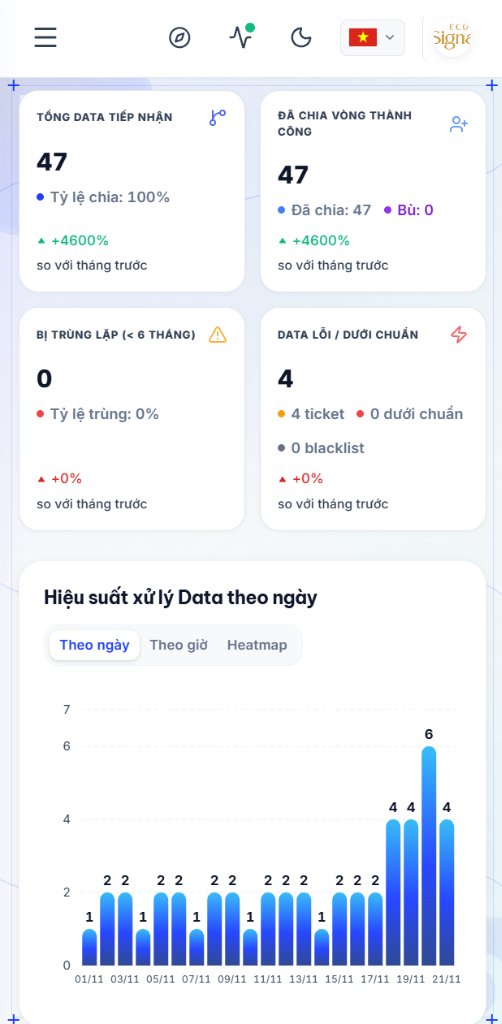 ECO
Signa
TỔNG DATA TIẾP NHẬN
47
Tỷ lệ chia: 100%
+4600%
so với tháng trước
ĐÃ CHIA VÒNG THÀNH
CÔNG
47
Đã chia: 47 Bù: 0
+4600%
so với tháng trước
BỊ TRÙNG LẶP (< 6 THÁNG)
0
Tỷ lệ trùng: 0%
+0%
so với tháng trước
DATA LỖI / DƯỚI CHUẨN
4
4 ticket 0 dưới chuẩn
0 blacklist
+0%
so với tháng trước
Hiệu suất xử lý Data theo ngày
Theo ngày Theo giờ Heatmap
7
6
4
2
0
1 2 2 1 2 2 1 2 2 1 2 2 2 1 2 2 2 4 4 6 4
01/11 03/11 05/11 07/11 09/11 11/11 13/11 15/11 17/11 19/11 21/11